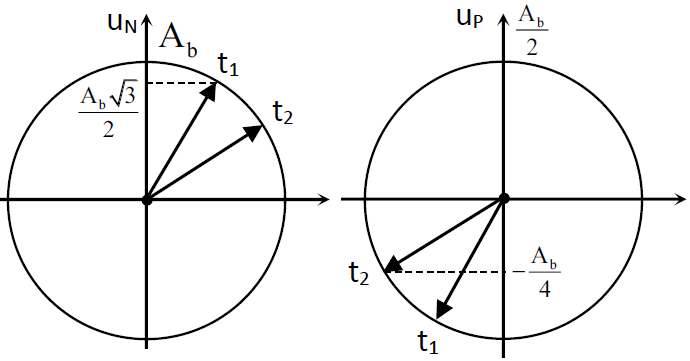 u_N
A_b
t_1
A_b√3/2
t_2
u_P
A_b/2
t_2
-A_b/4
t_1